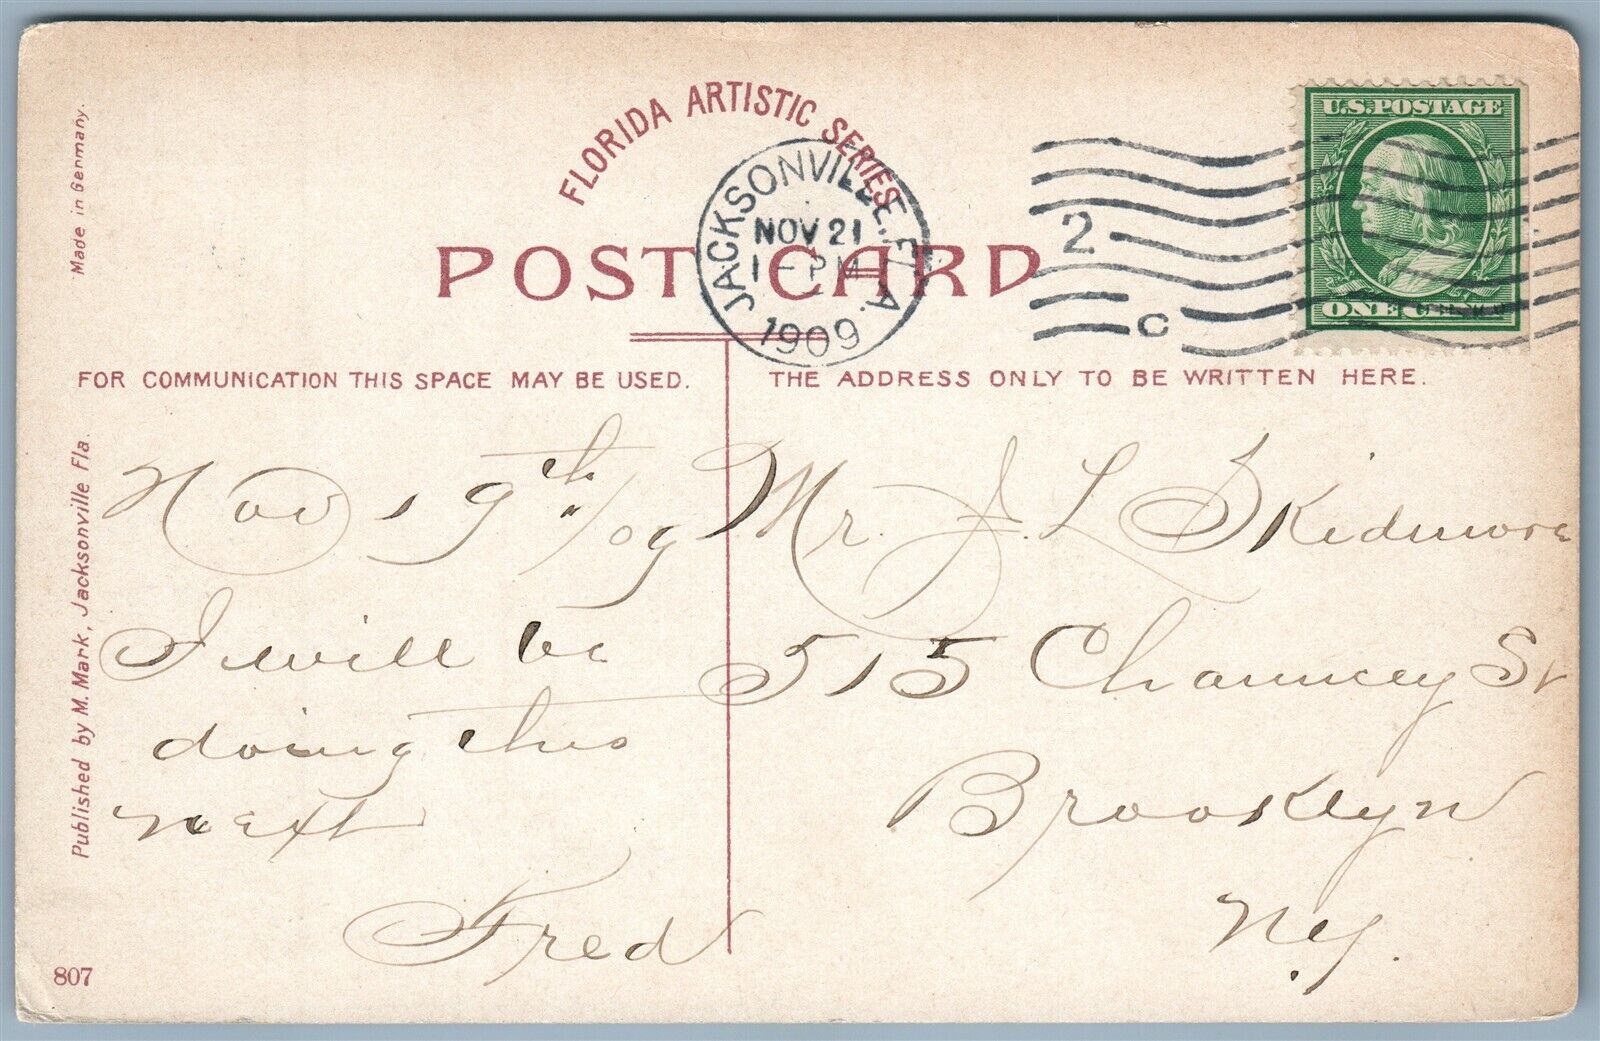 FLORIDA ARTISTIC SERIES
POST CARD
JACKSONVILLE, FLA.
NOV 21
1 - PM
1909
2
C
U.S. POSTAGE
ONE CENT
Made in Germany.
Published by M. Mark, Jacksonville Fla.
FOR COMMUNICATION THIS SPACE MAY BE USED.
Nov 19th/09
I will be
doing this
next
Fred
THE ADDRESS ONLY TO BE WRITTEN HERE.
Mr. J. L Skidmore
515 Chauncey St
Brooklyn
N.Y.
807